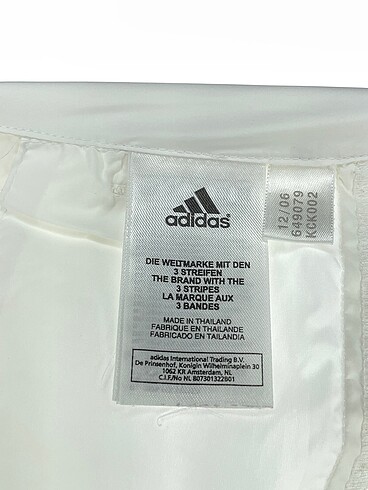 adidas
DIE WELTMARKE MIT DEN
3 STREIFEN
THE BRAND WITH THE
3 STRIPES
LA MARQUE AUX
3 BANDES
MADE IN THAILAND
FABRIQUE EN THAILANDE
FABRICADO EN TAILANDIA
adidas International Trading B.V.
De Prinsenhof, Konigin Wilhelminaplein 30
1062 KR Amsterdam, NL
C.I.F/No NL 807301322B01
12/06
649079
KCK002